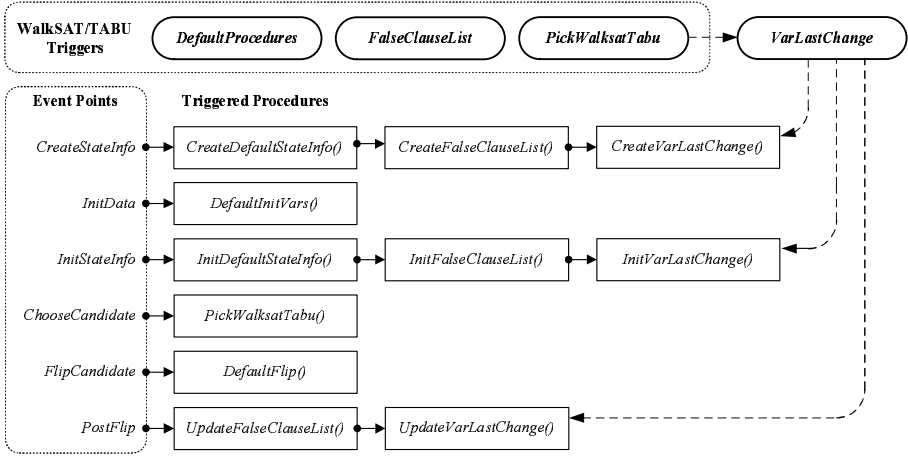 WalkSAT/TABU
Triggers
DefaultProcedures
FalseClauseList
PickWalksatTabu
VarLastChange
Event Points
Triggered Procedures
CreateStateInfo
CreateDefaultStateInfo()
CreateFalseClauseList()
CreateVarLastChange()
InitData
DefaultInitVars()
InitStateInfo
InitDefaultStateInfo()
InitFalseClauseList()
InitVarLastChange()
ChooseCandidate
PickWalksatTabu()
FlipCandidate
DefaultFlip()
PostFlip
UpdateFalseClauseList()
UpdateVarLastChange()